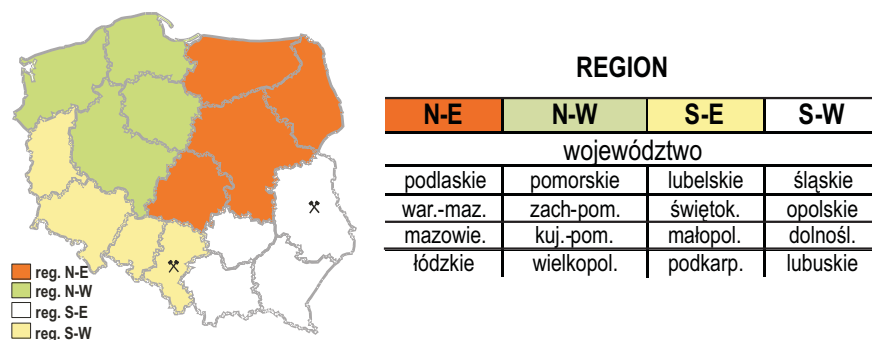 REGION
N-E N-W S-E S-W
województwo
podlaskie pomorskie lubelskie śląskie
war.-maz. zach-pom. świętok. opolskie
mazowie. kuj.-pom. małopol. dolnośl.
łódzkie wielkopol. podkarp. lubuskie
reg. N-E
reg. N-W
reg. S-E
reg. S-W